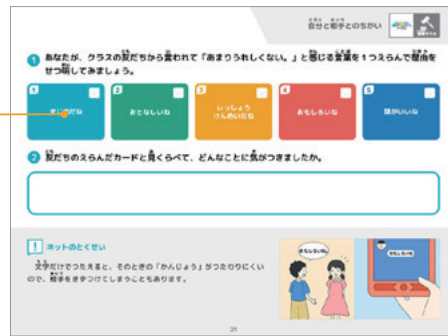 自分と相手とのちがい
1 あなたが、クラスの友だちから言われて「あまりうれしくない。」と感じる言葉を1つえらんで理由を
せつ明してみましょう。
1 まじめだね
2 おとなしいね
3 いっしょう
けんめいだね
4 おもしろいね
5 頭がいいね
2 友だちのえらんだカードと見くらべて、どんなことに気がつきましたか。
! ネットのとくせい
文字だけでつたえると、そのときの「かんじょう」がつたわりにくい
ので、相手をきずつけてしまうこともあります。
おもしろいね。
おもしろいね
21